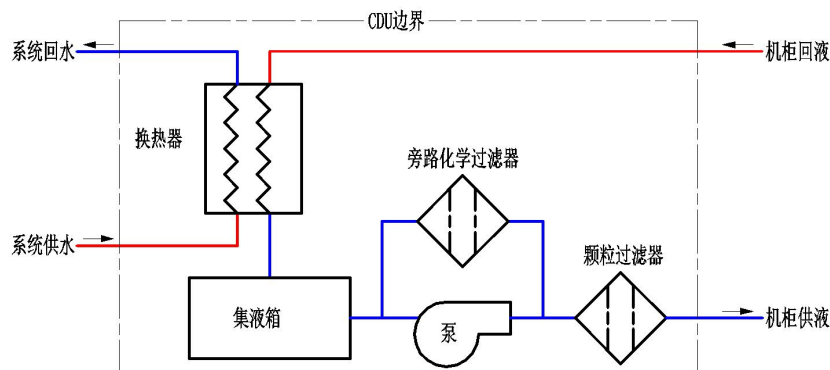 CDU边界
系统回水
机柜回液
换热器
旁路化学过滤器
系统供水
颗粒过滤器
集液箱
泵
机柜供液